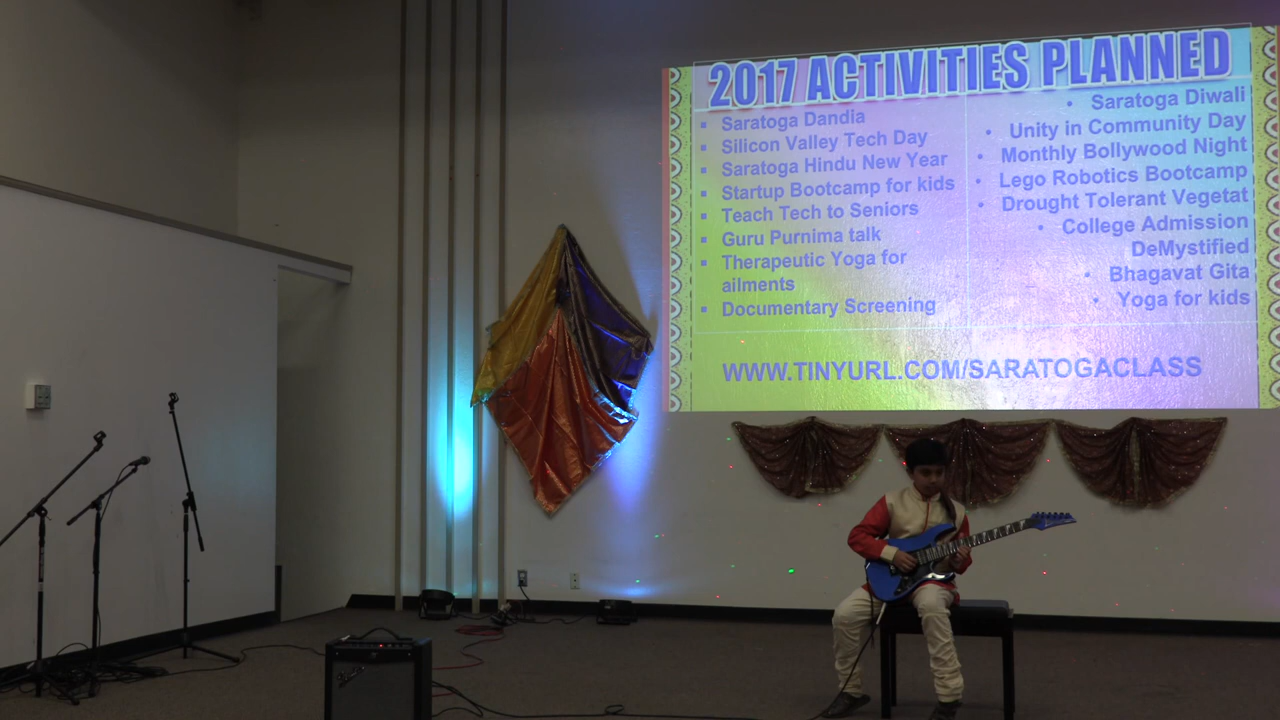 2017 ACTIVITIES PLANNED
▪ Saratoga Dandia
▪ Silicon Valley Tech Day
▪ Saratoga Hindu New Year
▪ Startup Bootcamp for kids
▪ Teach Tech to Seniors
▪ Guru Purnima talk
▪ Therapeutic Yoga for
ailments
▪ Documentary Screening
• Saratoga Diwali
• Unity in Community Day
• Monthly Bollywood Night
• Lego Robotics Bootcamp
• Drought Tolerant Vegetat
• College Admission
DeMystified
• Bhagavat Gita
• Yoga for kids
WWW.TINYURL.COM/SARATOGACLASS
Fender